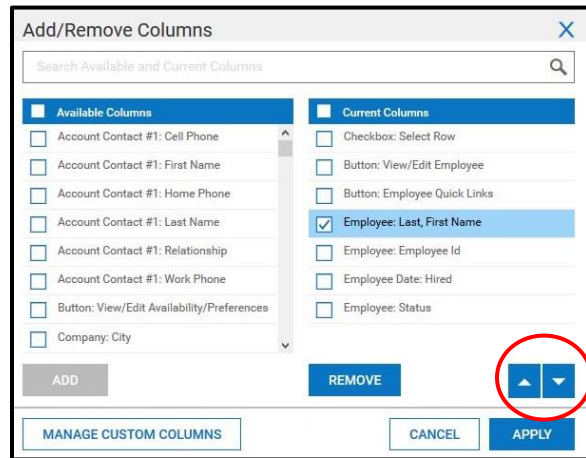 Add/Remove Columns
X
Search Available and Current Columns
Available Columns
Account Contact #1: Cell Phone
Account Contact #1: First Name
Account Contact #1: Home Phone
Account Contact #1: Last Name
Account Contact #1: Relationship
Account Contact #1: Work Phone
Button: View/Edit Availability/Preferences
Company: City
ADD
Current Columns
Checkbox: Select Row
Button: View/Edit Employee
Button: Employee Quick Links
Employee: Last, First Name
Employee: Employee Id
Employee Date: Hired
Employee: Status
REMOVE
MANAGE CUSTOM COLUMNS
CANCEL
APPLY